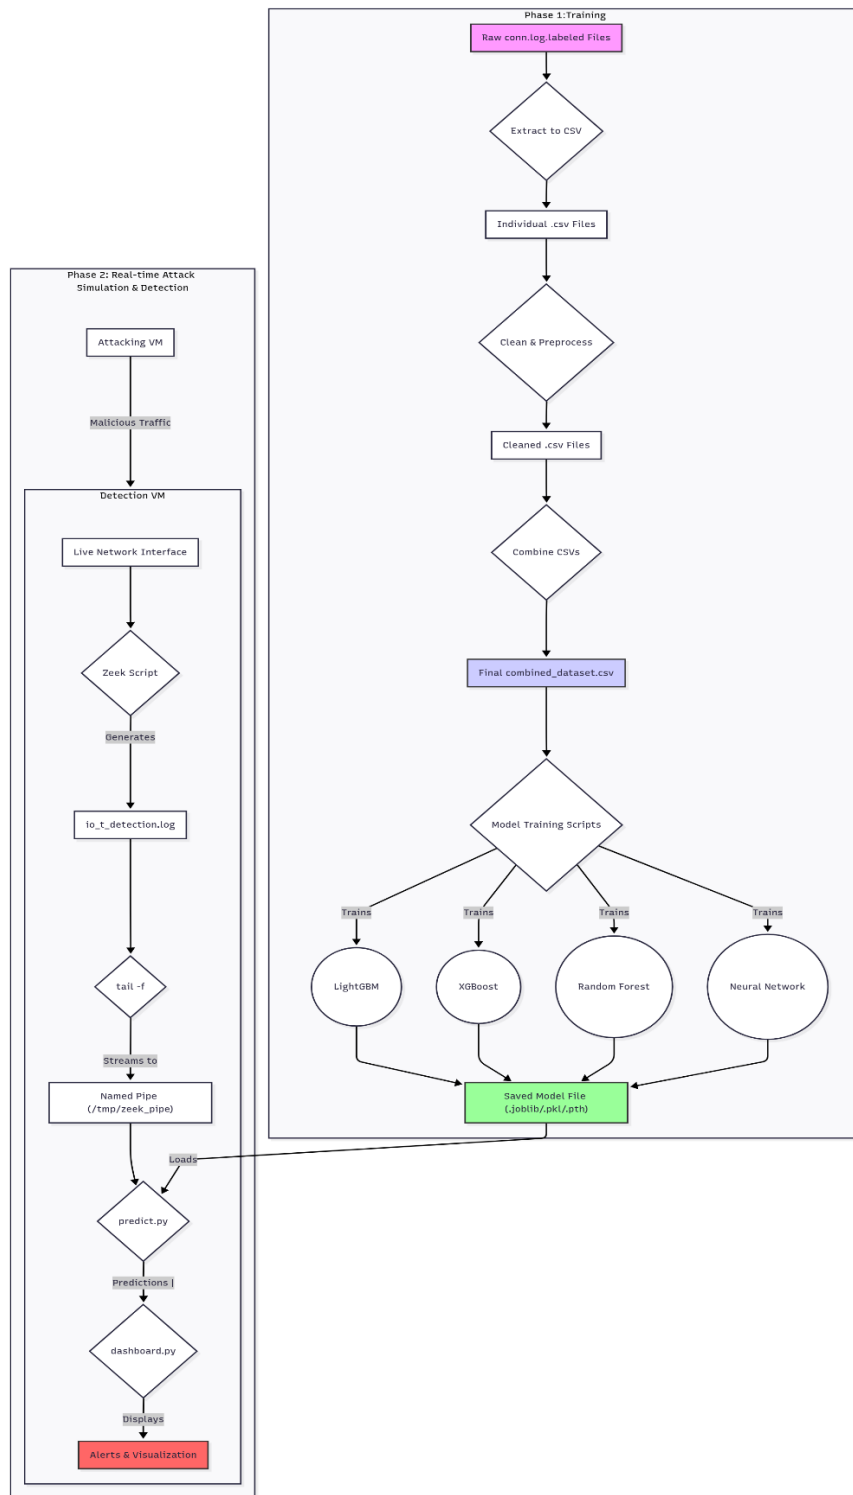 Phase 1:Training
Raw conn.log.labeled Files
Extract to CSV
Individual .csv Files
Clean & Preprocess
Cleaned .csv Files
Combine CSVs
Final combined_dataset.csv
Model Training Scripts
Trains
Trains
Trains
Trains
LightGBM
XGBoost
Random Forest
Neural Network
Saved Model File
(.joblib/.pkl/.pth)
Loads
Phase 2: Real-time Attack
Simulation & Detection
Attacking VM
Malicious Traffic
Detection VM
Live Network Interface
Zeek Script
Generates
io_t_detection.log
tail -f
Streams to
Named Pipe
(/tmp/zeek_pipe)
predict.py
Predictions |
dashboard.py
Displays
Alerts & Visualization